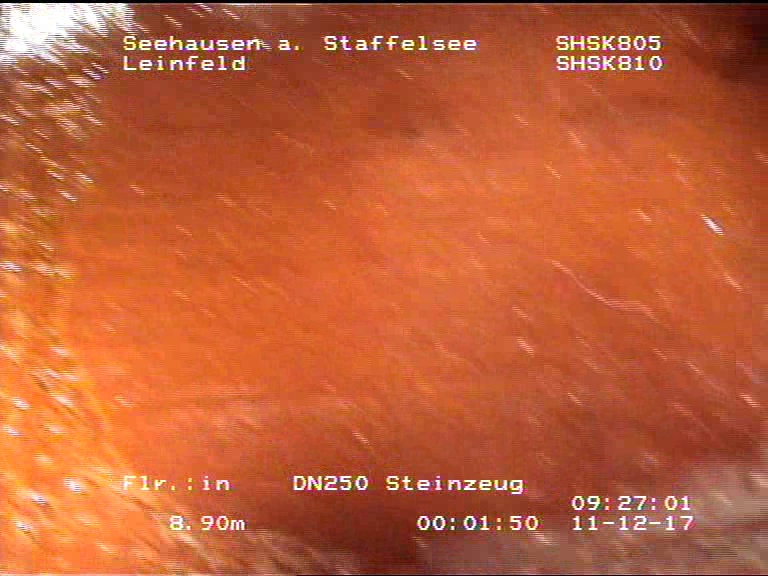 Seehausen a. Staffelsee SHSK805
Leinfeld SHSK810
Flr.:in DN250 Steinzeug
09:27:01
8.90m 00:01:50 11-12-17